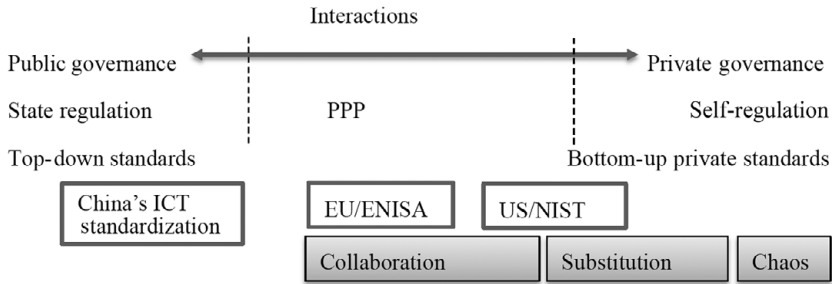 Interactions
Public governance
Private governance
State regulation
PPP
Self-regulation
Top-down standards
Bottom-up private standards
China’s ICT
standardization
EU/ENISA
US/NIST
Collaboration
Substitution
Chaos